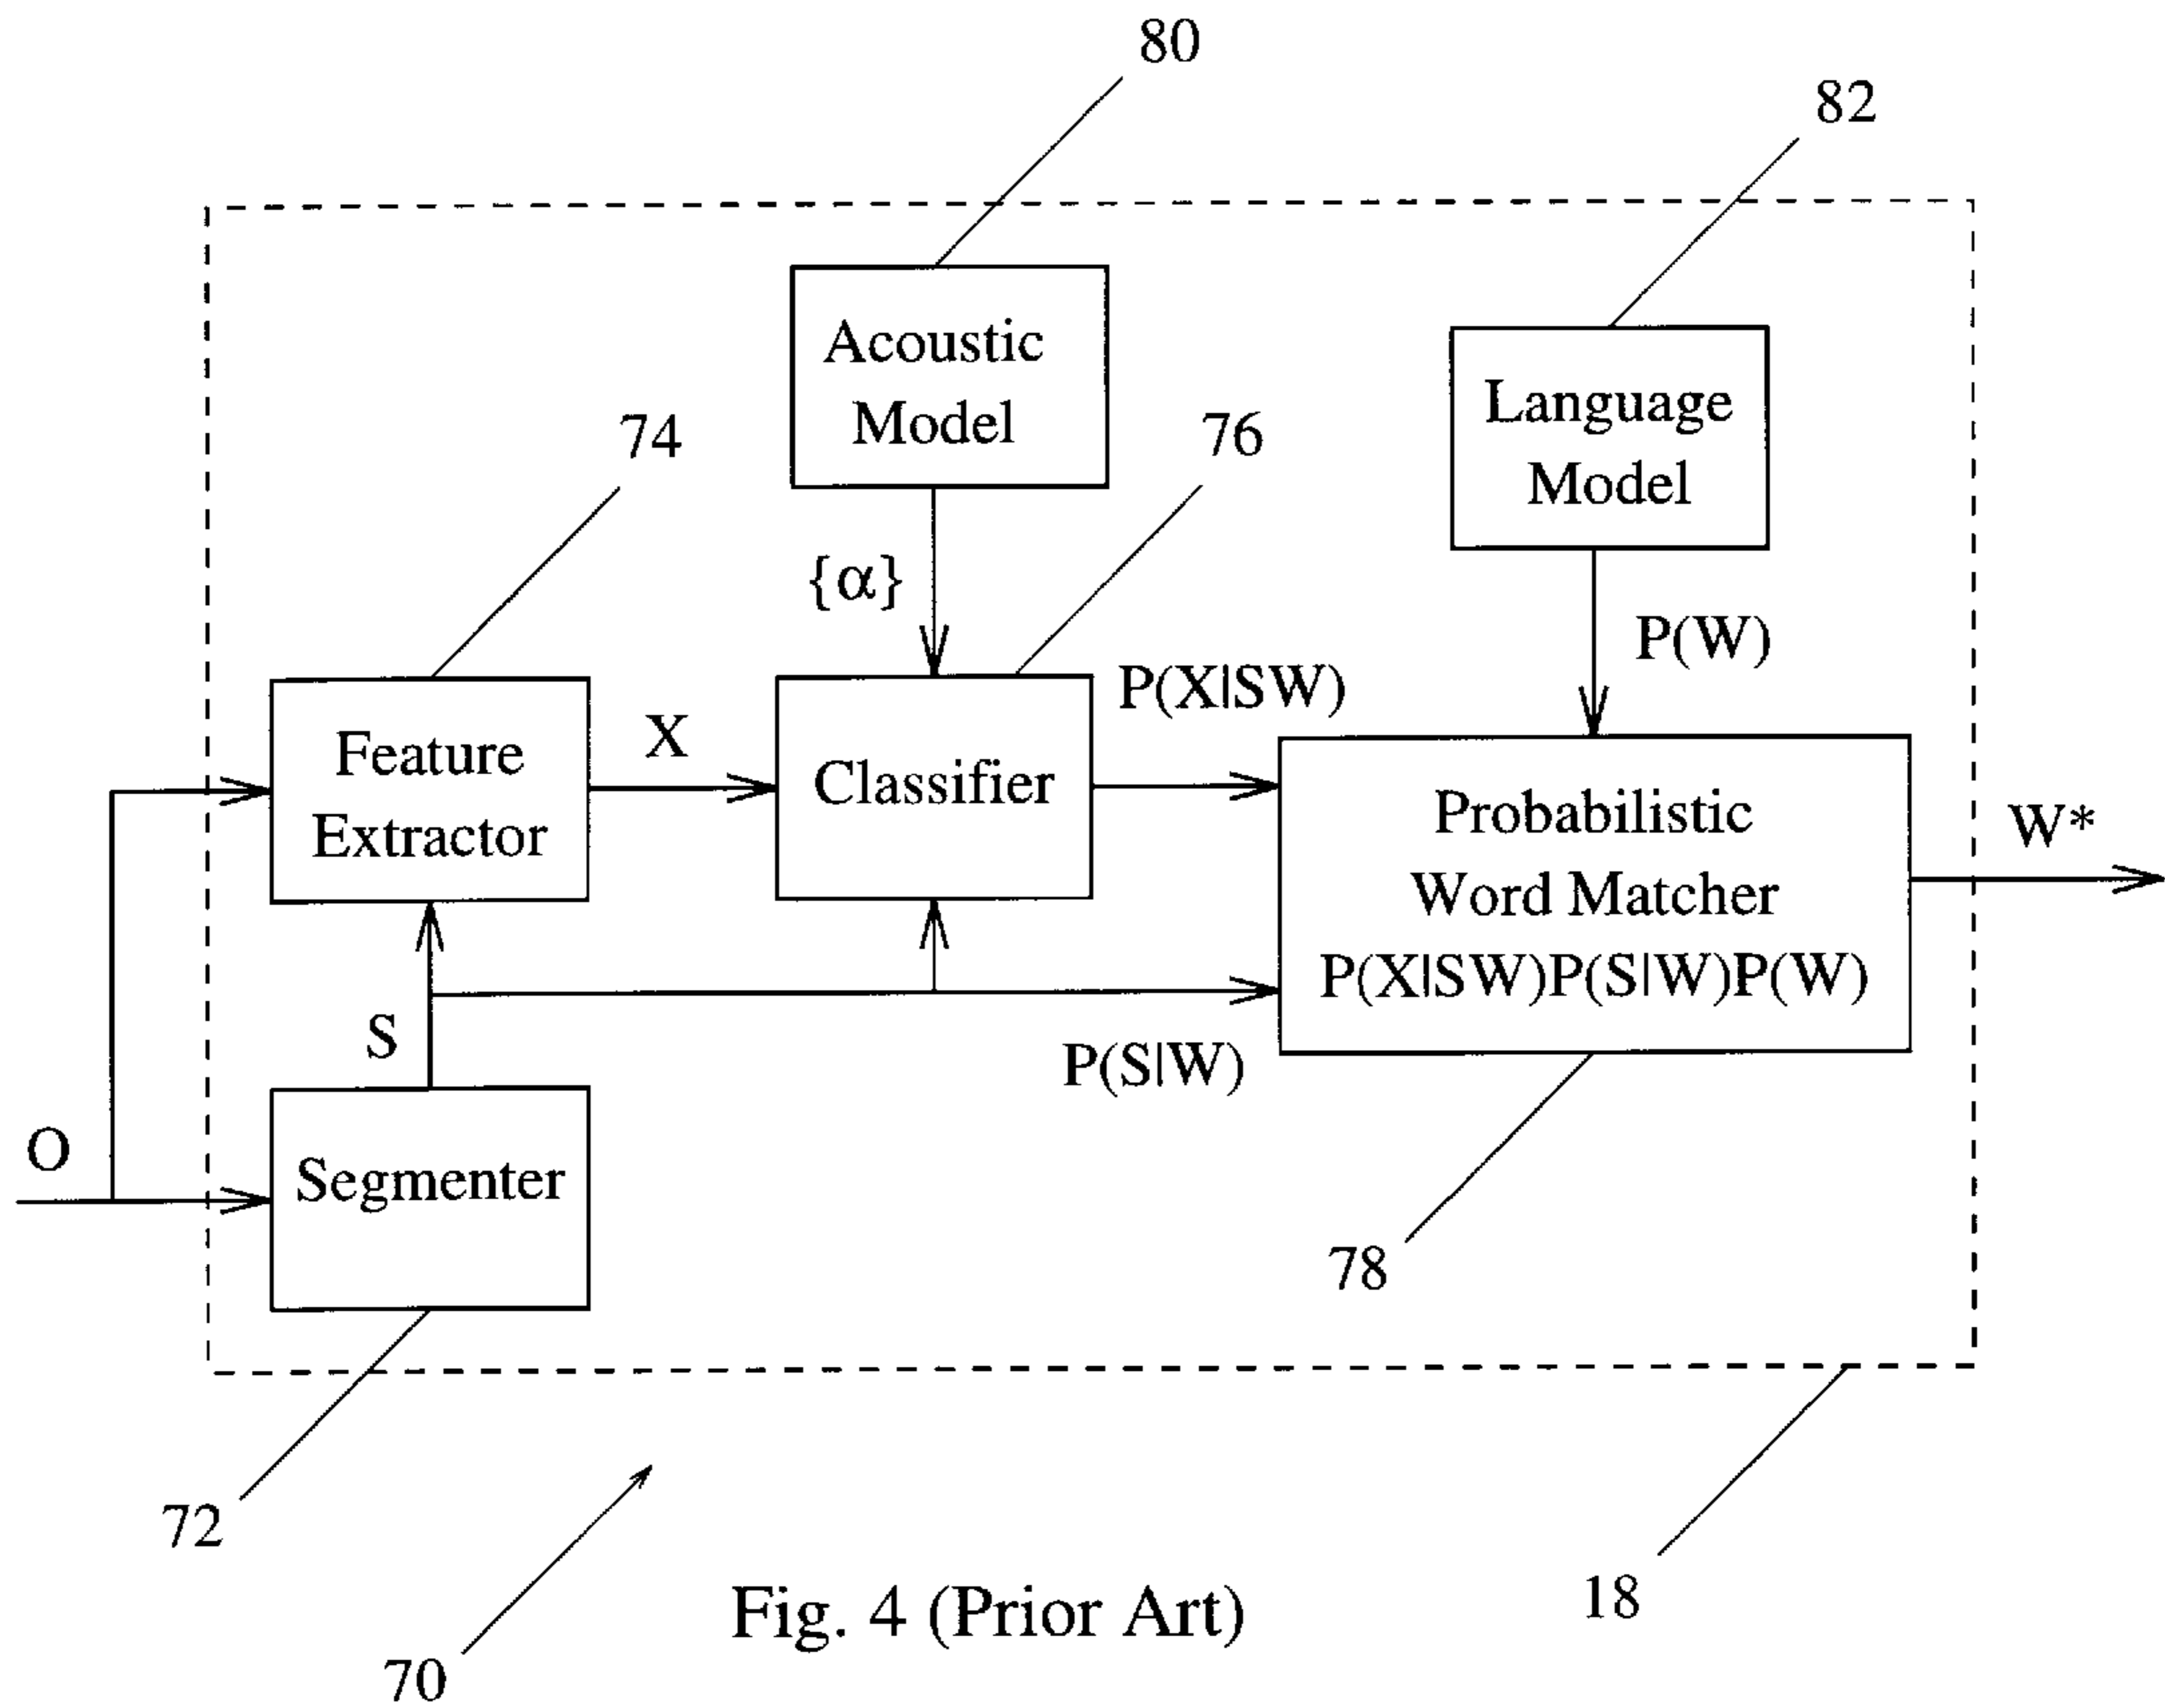 80
82
Acoustic
Model
Language
Model
74
76
{α}
P(W)
P(X|SW)
Feature
Extractor
X
Classifier
Probabilistic
Word Matcher
P(X|SW)P(S|W)P(W)
W*
S
P(S|W)
O
Segmenter
78
72
18
70
Fig. 4 (Prior Art)